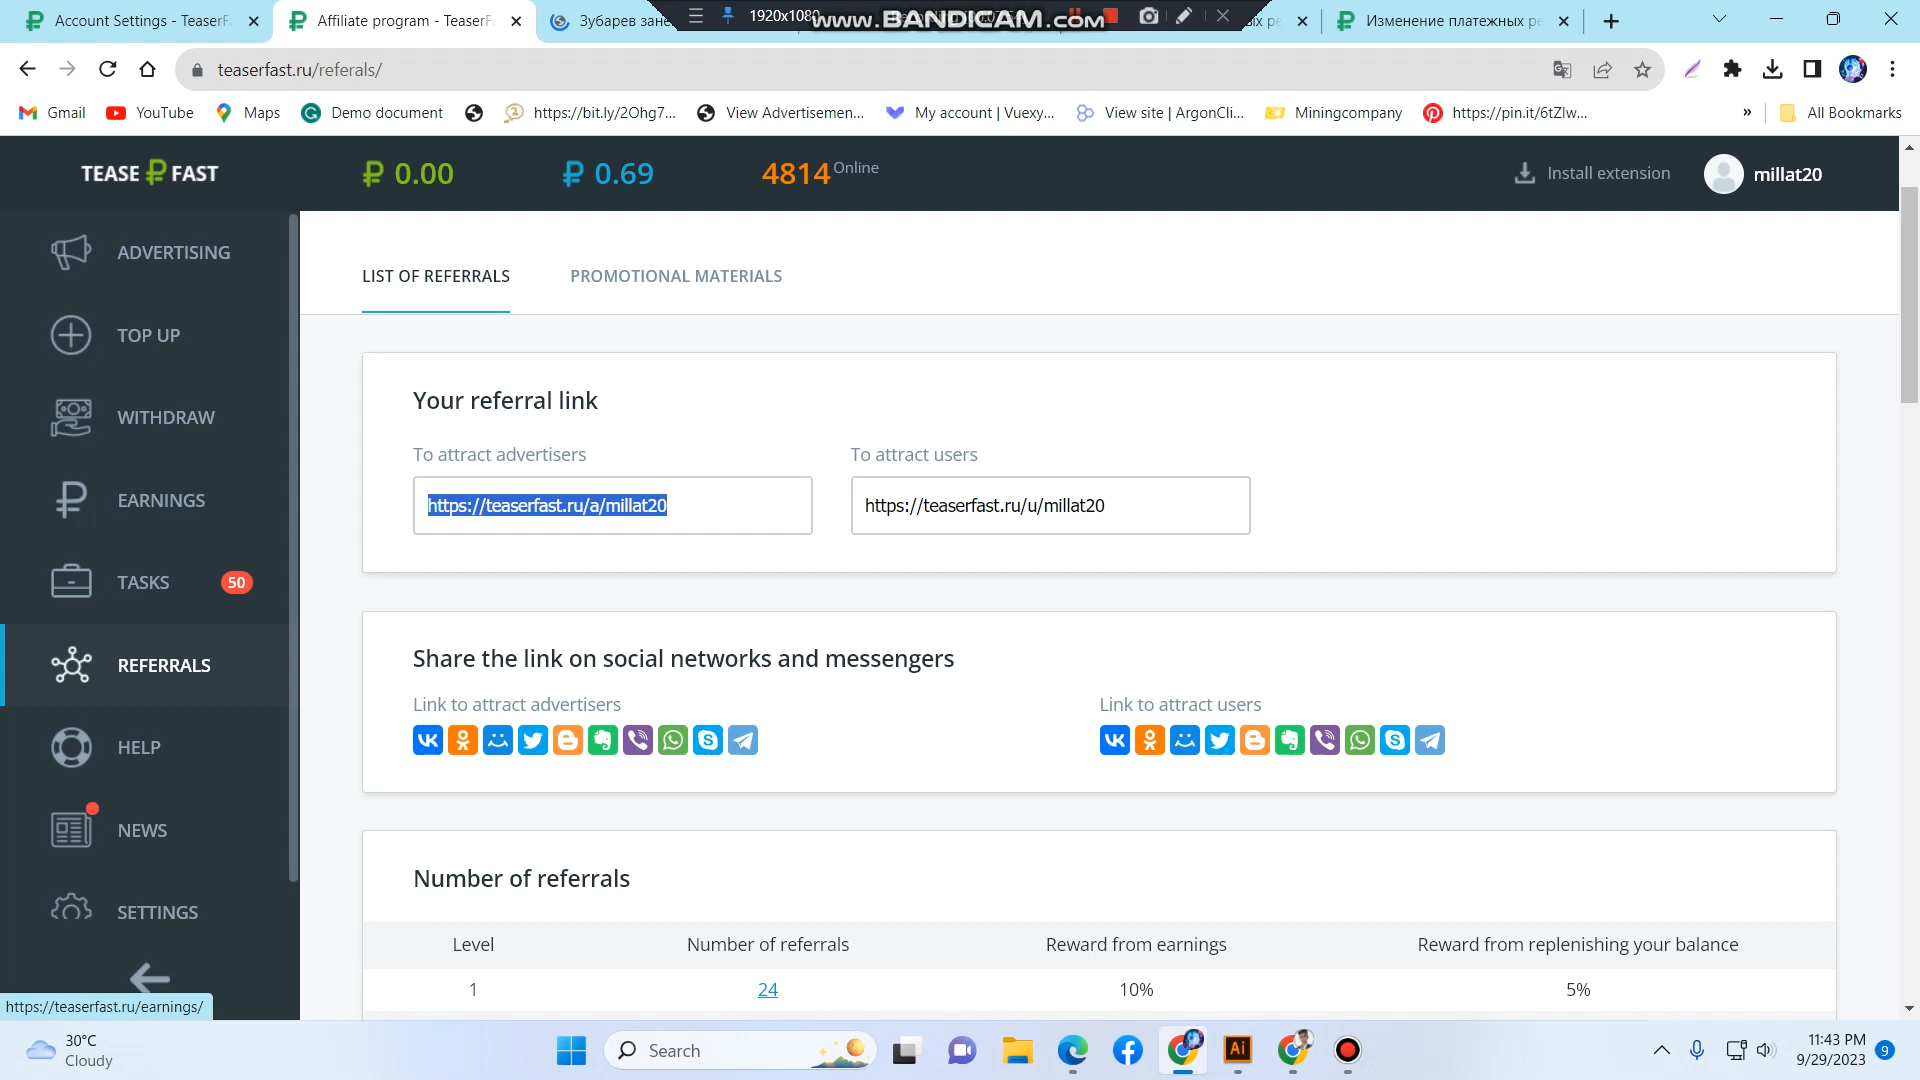 Account Settings - TeaserFa
Affiliate program - TeaserFa
Зубарев зане
1920x1080
www.BANDICAM.com
ых ре
Изменение платежных ре
teaserfast.ru/referals/
Gmail
YouTube
Maps
Demo document
https://bit.ly/2Ohg7...
View Advertisemen...
My account | Vuexy...
View site | ArgonCli...
Miningcompany
https://pin.it/6tZlw...
»
All Bookmarks
TEASE ₽ FAST
₽ 0.00
₽ 0.69
4814 Online
Install extension
millat20
ADVERTISING
TOP UP
WITHDRAW
EARNINGS
TASKS 50
REFERRALS
HELP
NEWS
SETTINGS
LIST OF REFERRALS
PROMOTIONAL MATERIALS
Your referral link
To attract advertisers
To attract users
https://teaserfast.ru/a/millat20
https://teaserfast.ru/u/millat20
Share the link on social networks and messengers
Link to attract advertisers
Link to attract users
Number of referrals
Level Number of referrals Reward from earnings Reward from replenishing your balance
1 24 10% 5%
https://teaserfast.ru/earnings/
30°C
Cloudy
Search
Ai
11:43 PM
9/29/2023
9